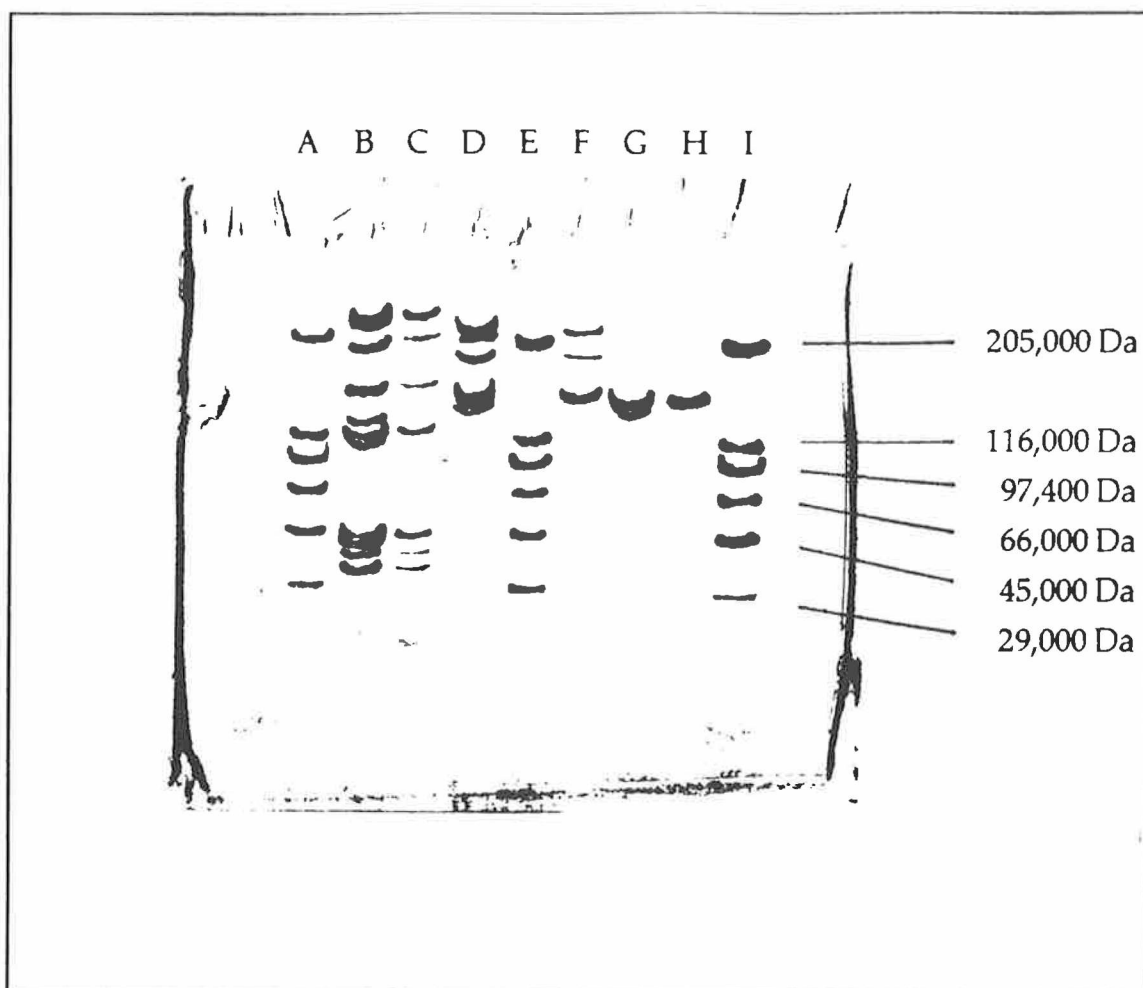 A B C D E F G H I
205,000 Da
116,000 Da
97,400 Da
66,000 Da
45,000 Da
29,000 Da